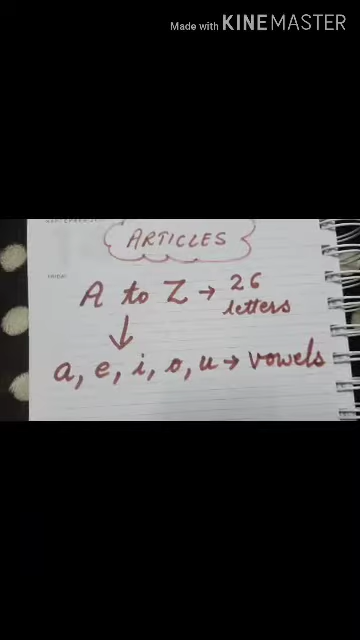 Made with KINEMASTER
ARTICLES
A to Z → 26
letters
↓
a, e, i, o, u → vowels